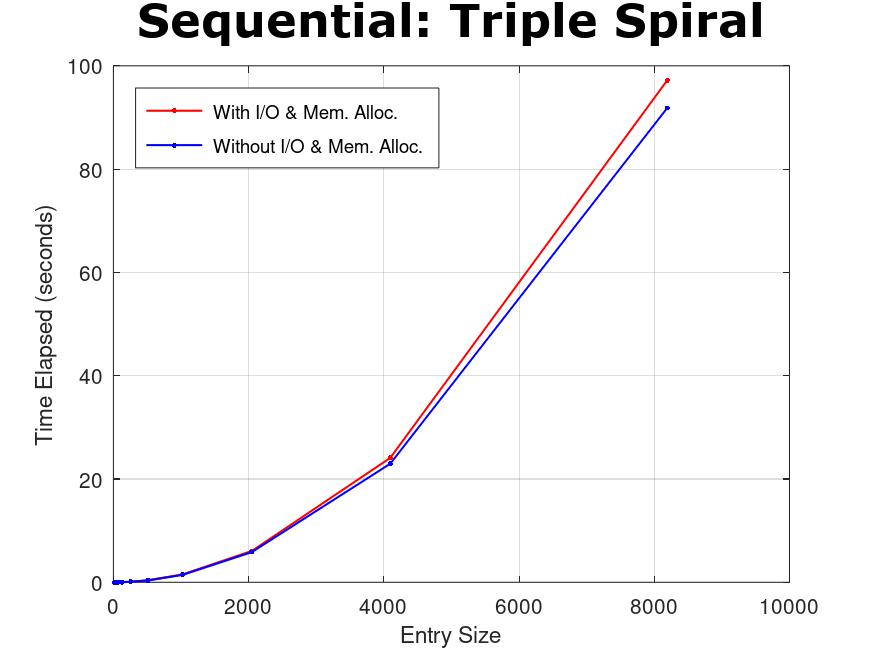 Sequential: Triple Spiral
100
80
60
40
20
0
With I/O & Mem. Alloc.
Without I/O & Mem. Alloc.
Time Elapsed (seconds)
0 2000 4000 6000 8000 10000
Entry Size